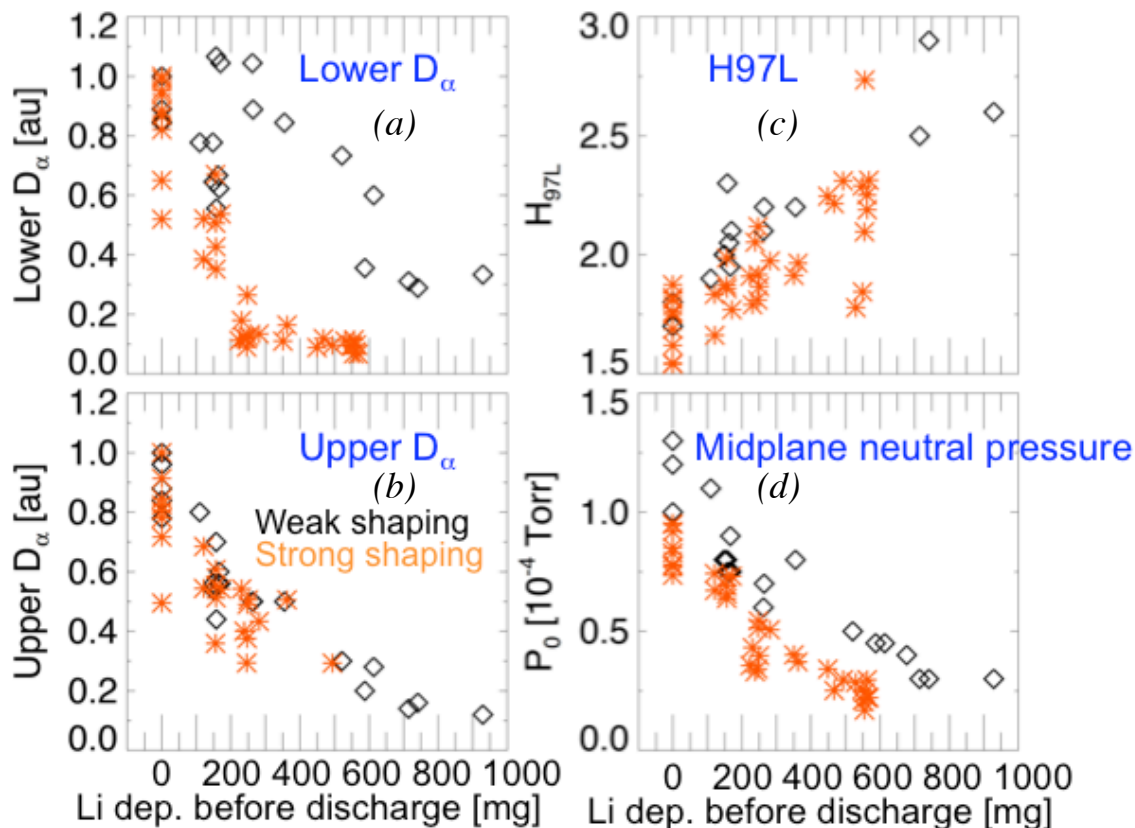 1.2
1.0
0.8
0.6
0.4
0.2
0.0
Lower Dα [au]
Lower Dα
(a)
3.0
2.5
2.0
1.5
H97L
H97L
(c)
1.2
1.0
0.8
0.6
0.4
0.2
0.0
Upper Dα [au]
Upper Dα
(b)
Weak shaping
Strong shaping
0 200 400 600 800
Li dep. before discharge [mg]
1.5
1.0
0.5
0.0
P0 [10-4 Torr]
Midplane neutral pressure
(d)
0 200 400 600 800 1000
Li dep. before discharge [mg]